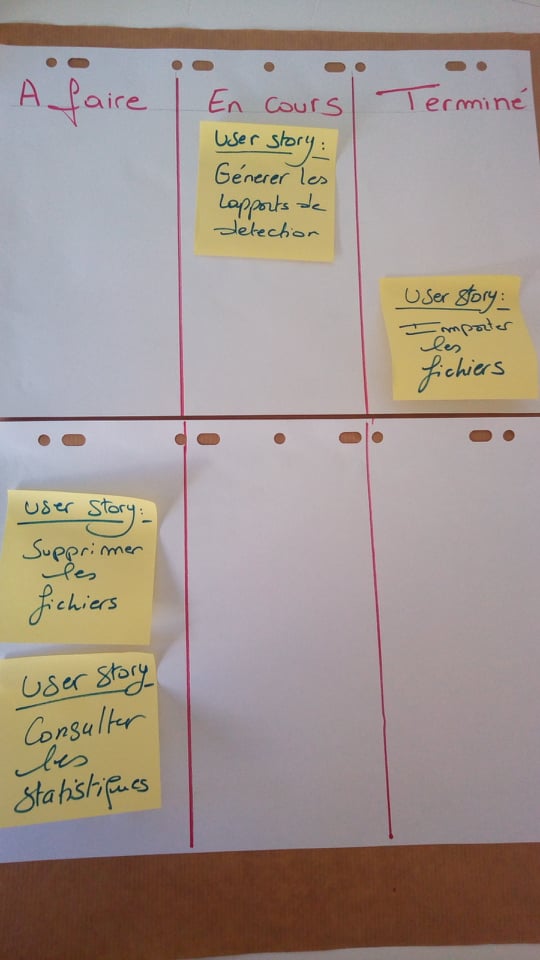 A faire
En cours
Terminé
User story:
Génerer les
rapports de
detection
User story:
Importer
les
fichiers
User story:
Supprimer
les
fichiers
User story
Consulter
les
statistiques